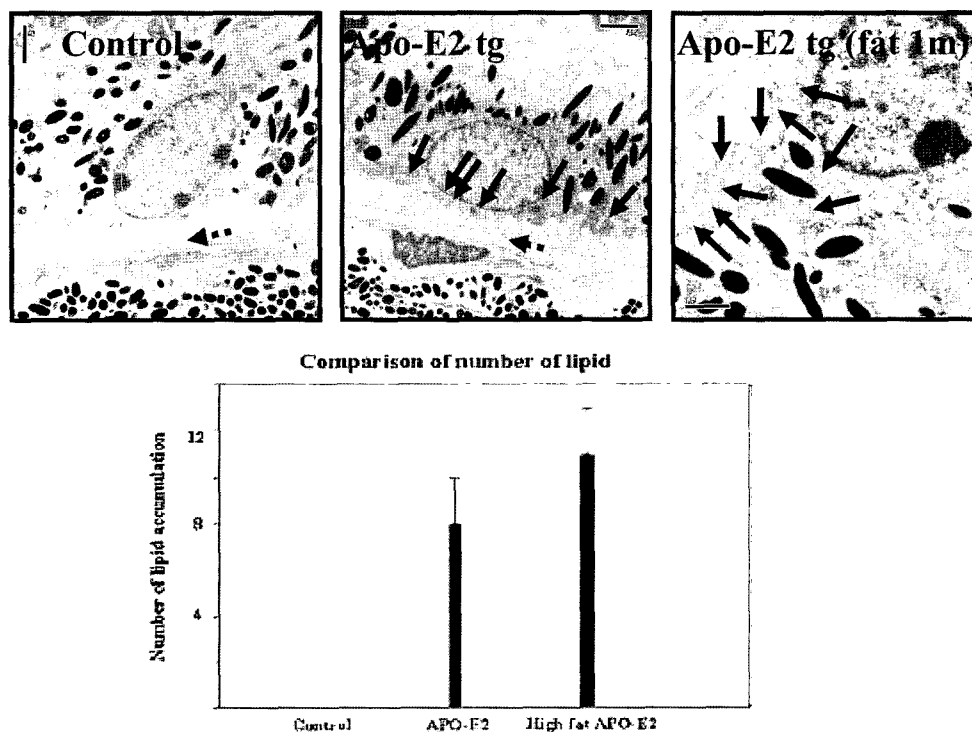 Control
Apo-E2 tg
Apo-E2 tg (fat 1m)
Comparison of number of lipid
Number of lipid accumulation
12
8
4
Control
APO-E2
High fat APO-E2